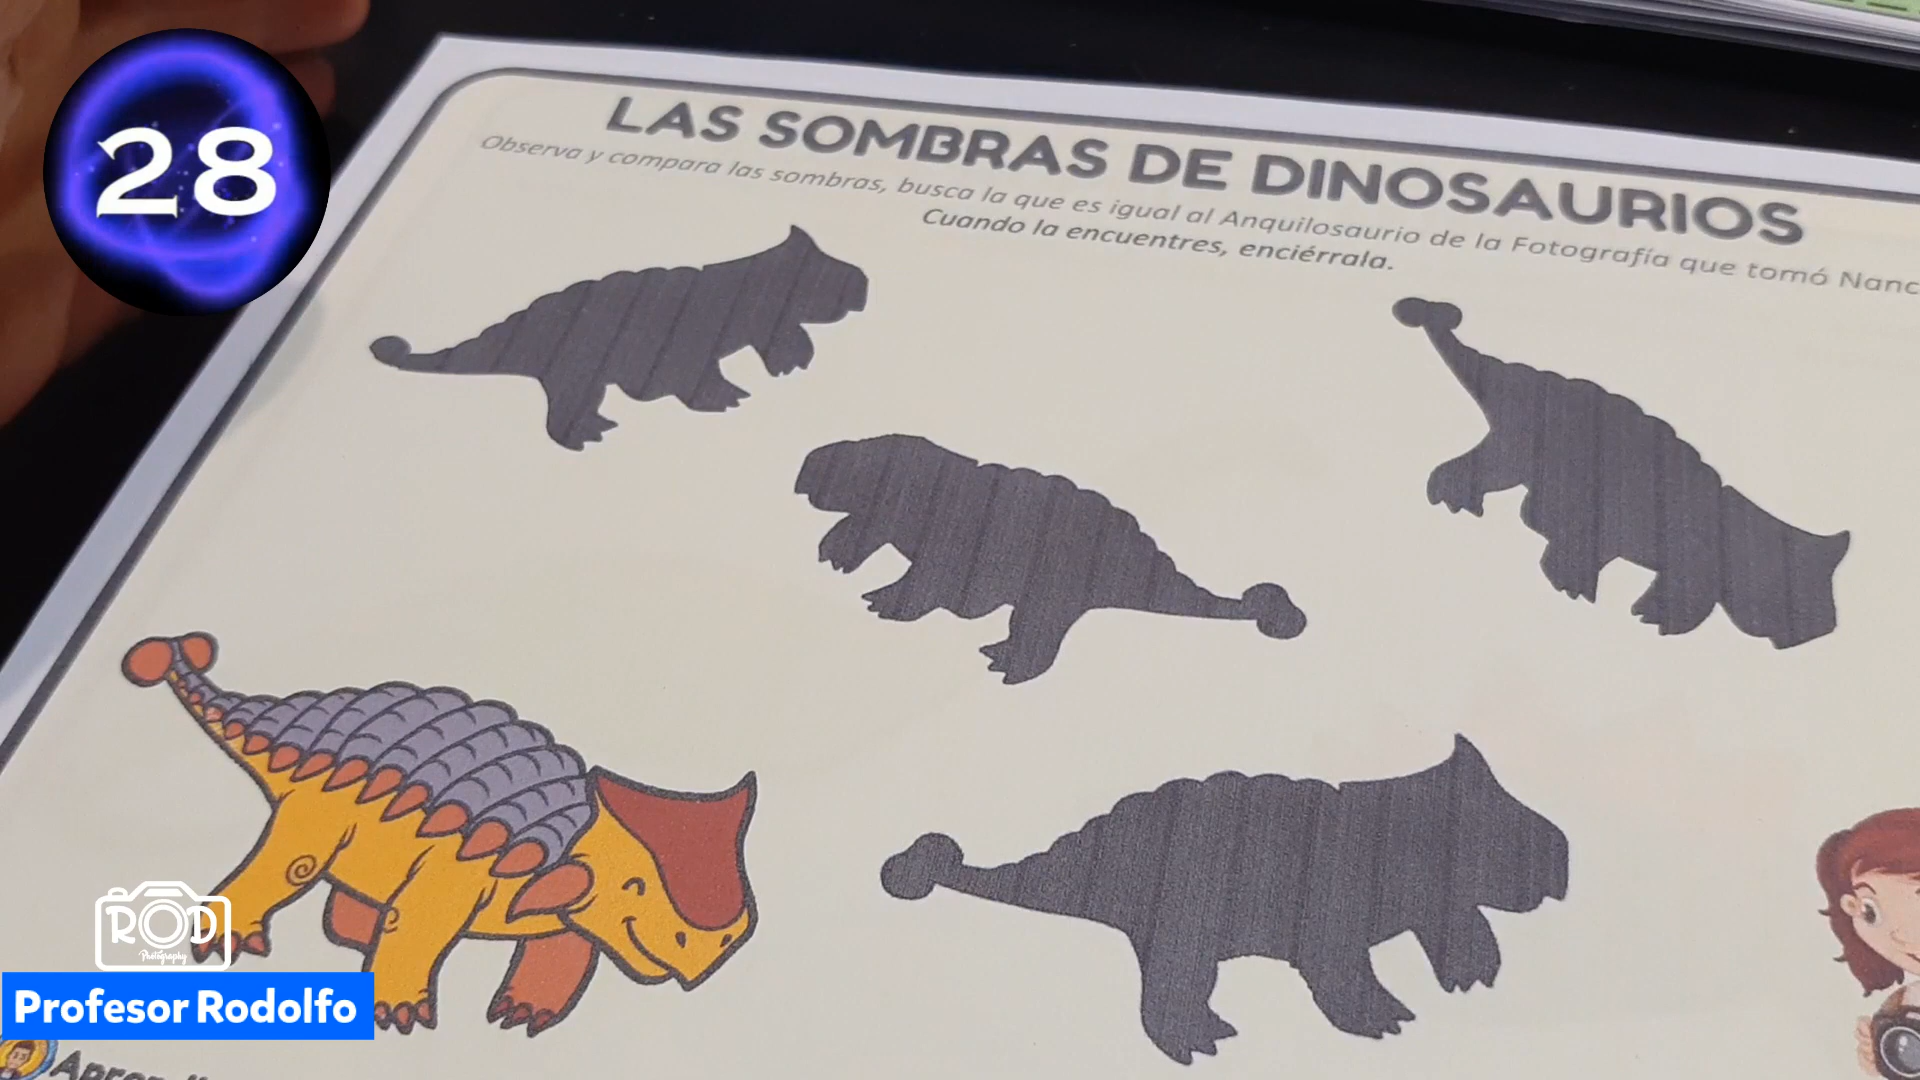 28
LAS SOMBRAS DE DINOSAURIOS
Observa y compara las sombras, busca la que es igual al Anquilosaurio de la Fotografía que tomó
Cuando la encuentres, enciérrala.
ROD
Photography
Profesor Rodolfo